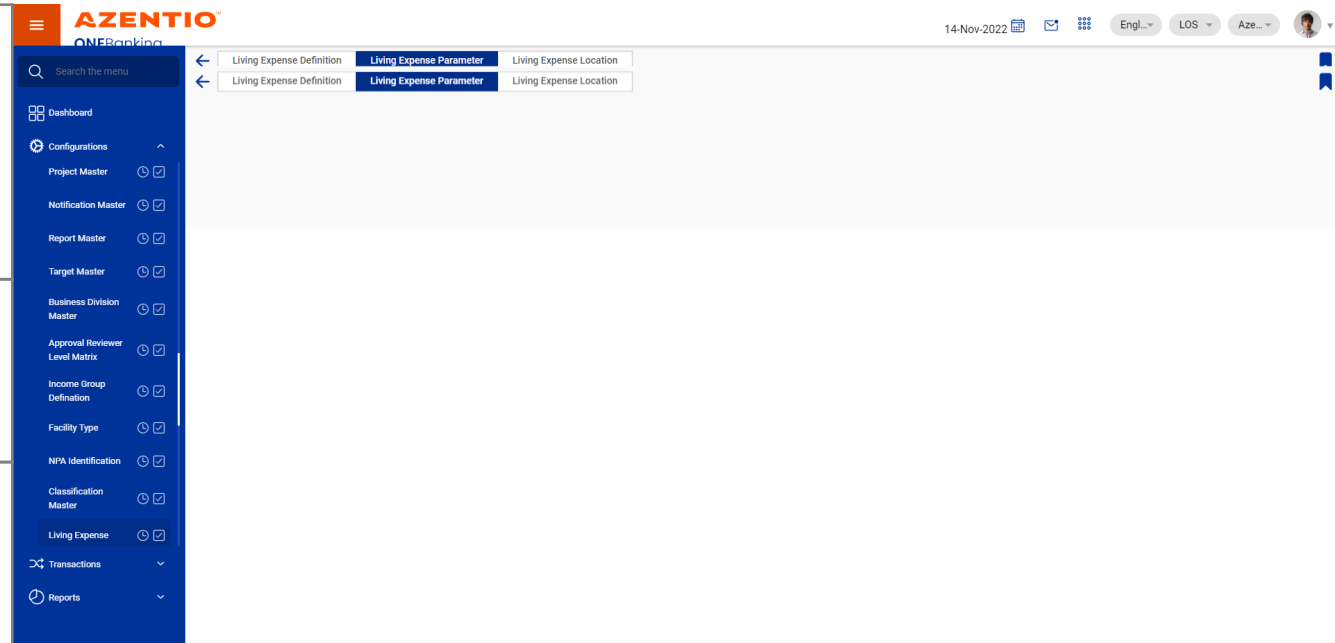 AZENTIO™
ONEBanking
14-Nov-2022
Engl...
LOS
Aze...
Search the menu
Dashboard
Configurations
Project Master
Notification Master
Report Master
Target Master
Business Division
Master
Approval Reviewer
Level Matrix
Income Group
Defination
Facility Type
NPA Identification
Classification
Master
Living Expense
Transactions
Reports
Living Expense Definition Living Expense Parameter Living Expense Location
Living Expense Definition Living Expense Parameter Living Expense Location